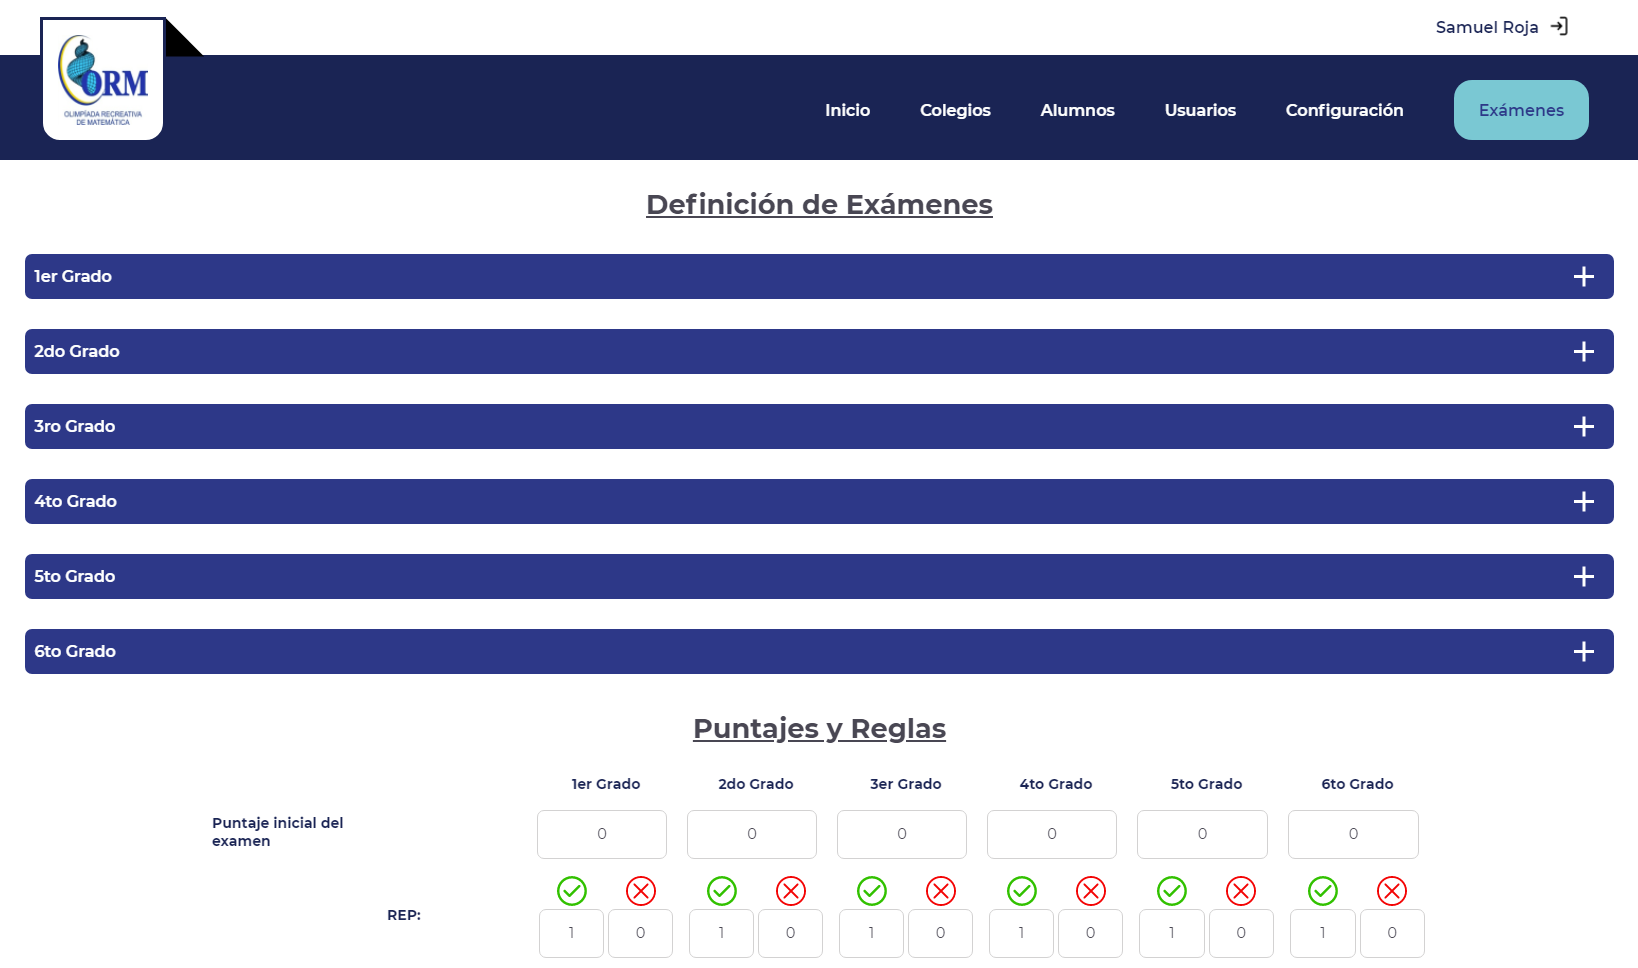 Samuel Roja
ORM
OLIMPÍADA RECREATIVA
DE MATEMÁTICA
Inicio Colegios Alumnos Usuarios Configuración Exámenes
Definición de Exámenes
1er Grado
2do Grado
3ro Grado
4to Grado
5to Grado
6to Grado
Puntajes y Reglas
1er Grado 2do Grado 3er Grado 4to Grado 5to Grado 6to Grado
Puntaje inicial del
examen
0 0 0 0 0 0
REP:
1 0 1 0 1 0 1 0 1 0 1 0